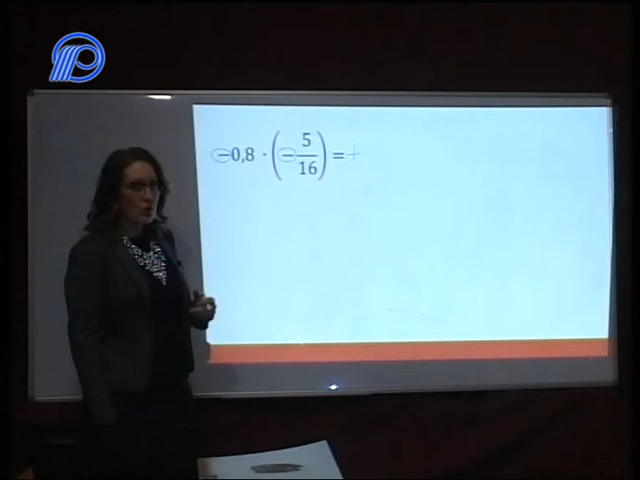 −0,8 · (−5/16) = +